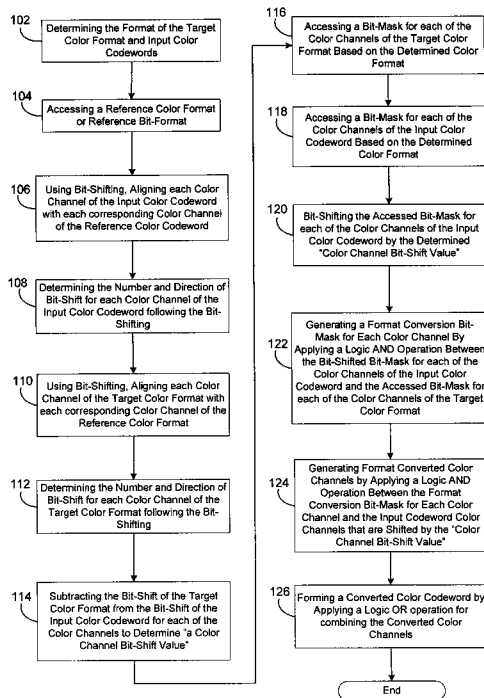 102
Determining the Format of the Target
Color Format and Input Color
Codewords
104
Accessing a Reference Color Format
or Reference Bit-Format
106
Using Bit-Shifting, Aligning each Color
Channel of the Input Color Codeword
with each corresponding Color Channel
of the Reference Color Codeword
108
Determining the Number and Direction of
Bit-Shift for each Color Channel of the
Input Color Codeword following the Bit-
Shifting
110
Using Bit-Shifting, Aligning each Color
Channel of the Target Color Format with
each corresponding Color Channel of the
Reference Color Format
112
Determining the Number and Direction of
Bit-Shift for each Color Channel of the
Target Color Format following the Bit-
Shifting
114
Subtracting the Bit-Shift of the Target
Color Format from the Bit-Shift of the
Input Color Codeword for each of the
Color Channels to Determine "a
Color Channel Bit-Shift Value"
116
Accessing a Bit-Mask for each of the
Color Channels of the Target Color
Format Based on the Determined Color
Format
118
Accessing a Bit-Mask for each of the
Color Channels of the Input Color
Codeword Based on the Determined
Color Format
120
Bit-Shifting the Accessed Bit-Mask for
each of the Color Channels of the Input
Color Codeword by the Determined
"Color Channel Bit-Shift Value"
122
Generating a Format Conversion Bit-
Mask for Each Color Channel By
Applying a Logic AND Operation Between
the Bit-Shifted Bit-Mask for each of the
Color Channels of the Input Color
Codeword and the Accessed Bit-Mask for
each of the Color Channels of the Target
Color Format
124
Generating Format Converted Color
Channels by Applying a Logic AND
Operation Between the Format
Conversion Bit-Mask for Each Color
Channel and the Input Codeword Color
Channels that are Shifted by the "Color
Channel Bit-Shift Value"
126
Forming a Converted Color Codeword by
Applying a Logic OR operation for
combining the Converted Color
Channels
End